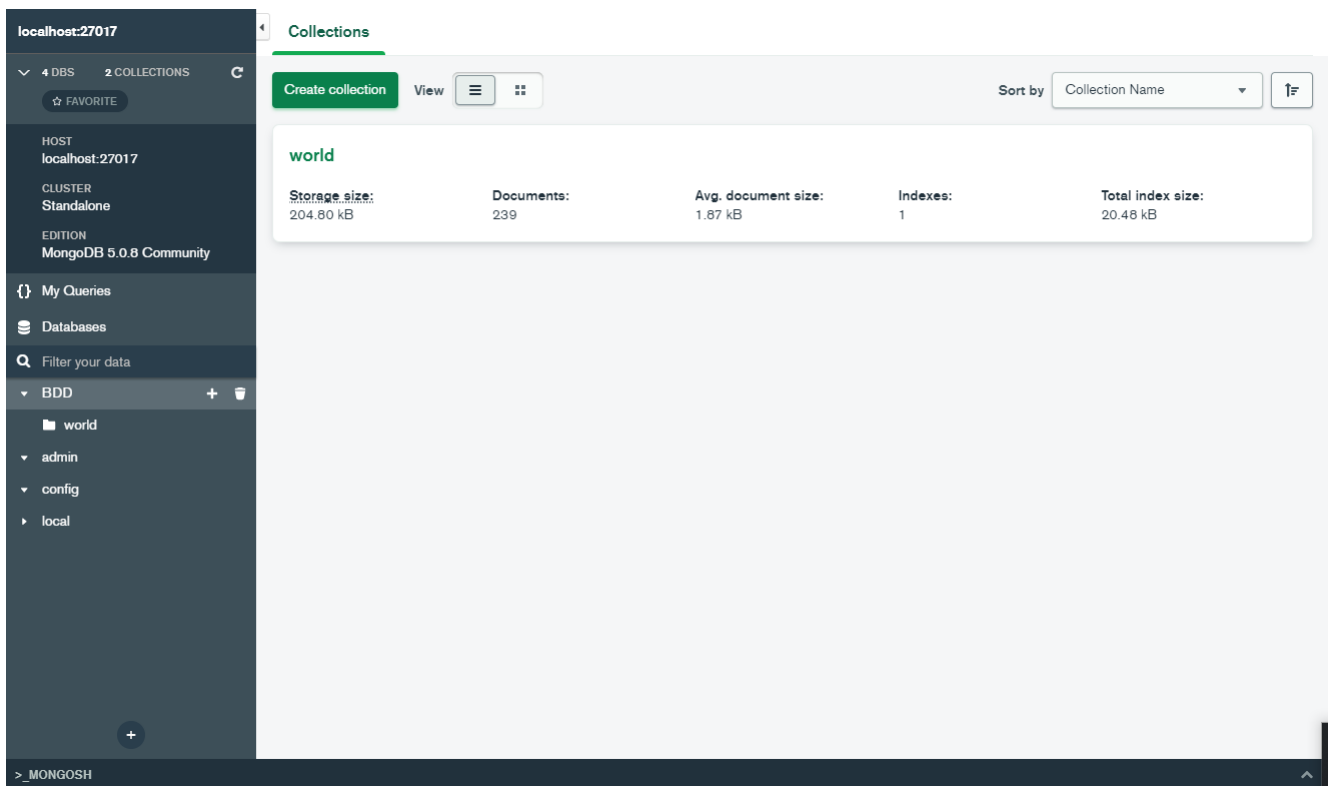 localhost:27017
4 DBS 2 COLLECTIONS
FAVORITE
HOST
localhost:27017
CLUSTER
Standalone
EDITION
MongoDB 5.0.8 Community
{} My Queries
Databases
Filter your data
BDD
world
admin
config
local
>_MONGOSH
Collections
Create collection View Sort by Collection Name
world
Storage size: Documents: Avg. document size: Indexes: Total index size:
204.80 kB 239 1.87 kB 1 20.48 kB